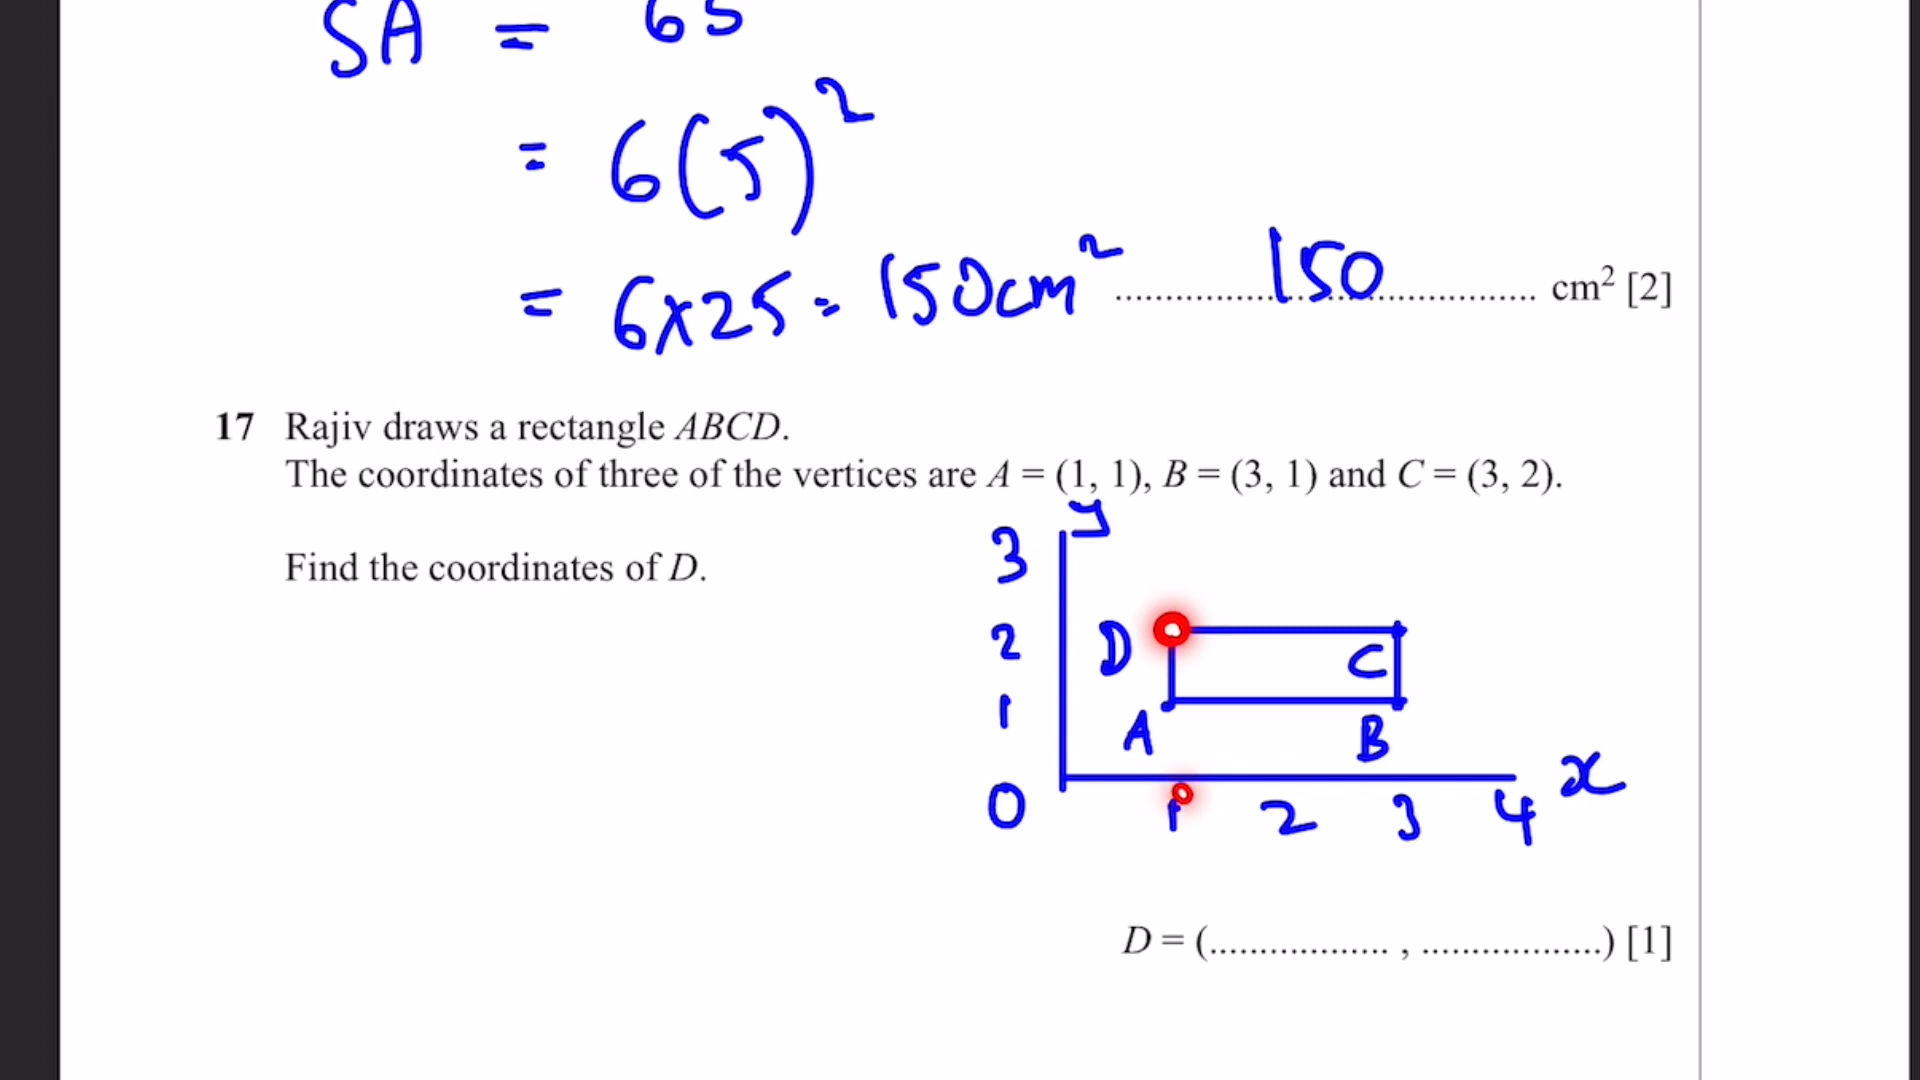 SA = 6s
= 6(5)²
= 6x25 = 150cm² ........150........ cm² [2]
17 Rajiv draws a rectangle ABCD.
The coordinates of three of the vertices are A = (1, 1), B = (3, 1) and C = (3, 2).
y
3
Find the coordinates of D.
2 D C
1 A B
x
0 1 2 3 4
D = (.................. , ..................) [1]